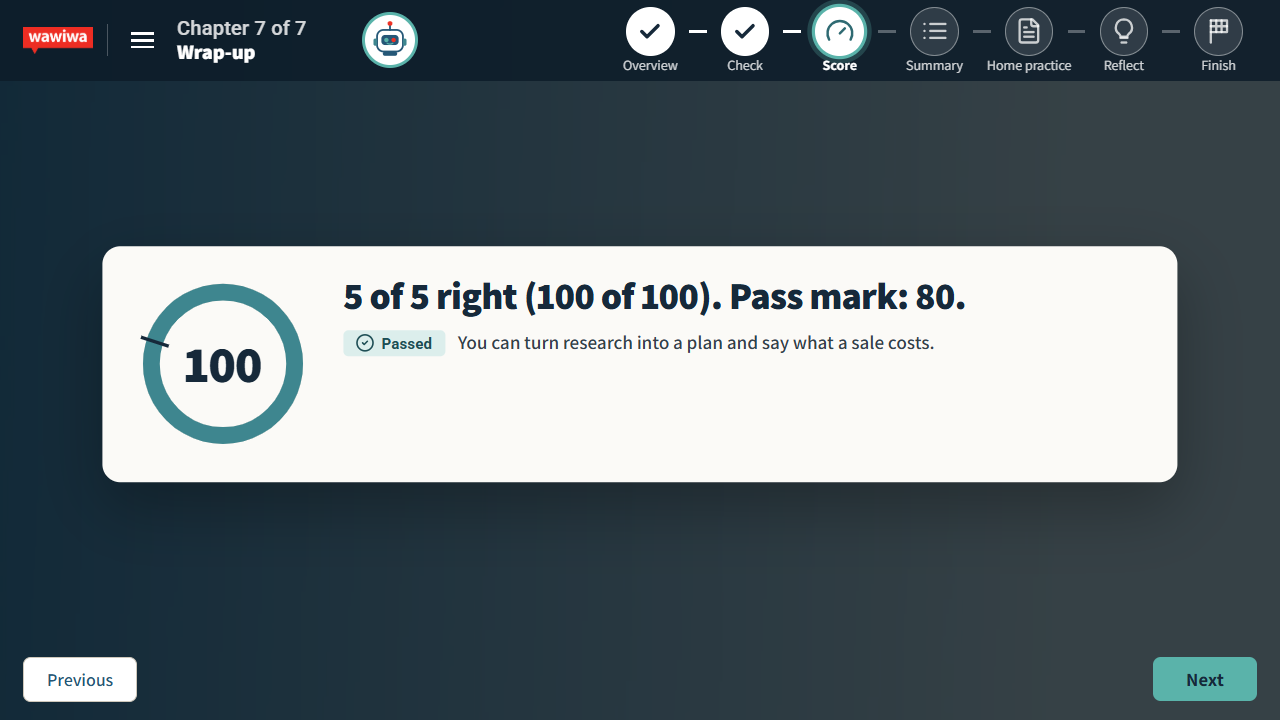 wawiwa
Chapter 7 of 7
Wrap-up
Overview
Check
Score
Summary
Home practice
Reflect
Finish
100
5 of 5 right (100 of 100). Pass mark: 80.
Passed
You can turn research into a plan and say what a sale costs.
Previous
Next